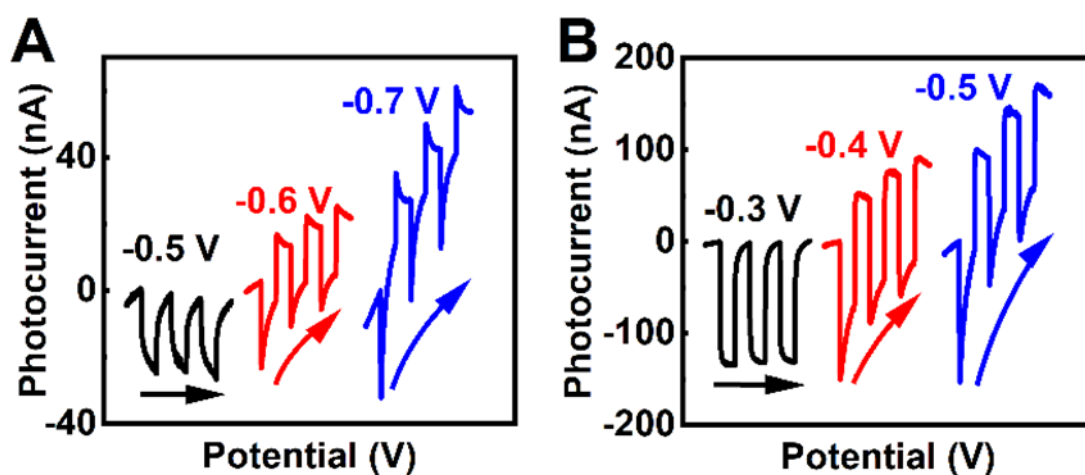 A
Photocurrent (nA)
40
0
-40
-0.5 V
-0.6 V
-0.7 V
Potential (V)
B
Photocurrent (nA)
200
100
0
-100
-200
-0.3 V
-0.4 V
-0.5 V
Potential (V)